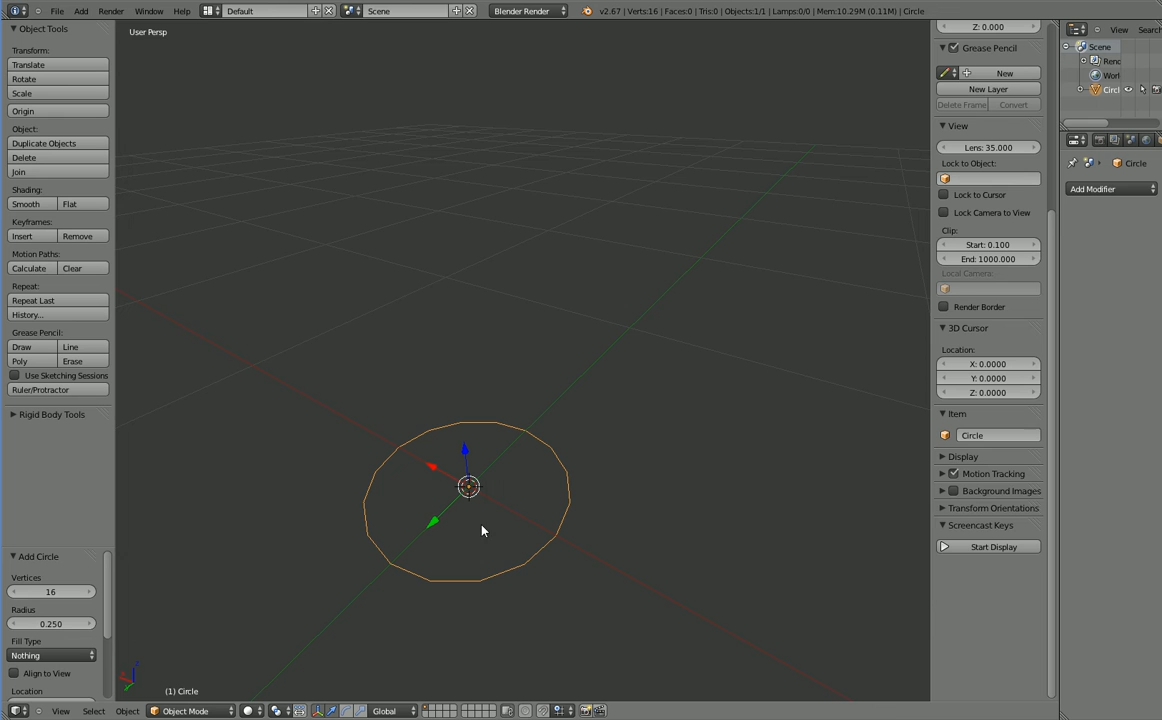 File Add Render Window Help Default Scene Blender Render v2.67 | Verts:16 | Faces:0 | Tris:0 | Objects:1/1 | Lamps:0/0 | Mem:10.29M (0.11M) | Circle
Object Tools
Transform:
Translate
Rotate
Scale
Origin
Object:
Duplicate Objects
Delete
Join
Shading:
Smooth Flat
Keyframes:
Insert Remove
Motion Paths:
Calculate Clear
Repeat:
Repeat Last
History...
Grease Pencil:
Draw Line
Poly Erase
Use Sketching Sessions
Ruler/Protractor
Rigid Body Tools
Add Circle
Vertices
16
Radius
0.250
Fill Type
Nothing
Align to View
Location
User Persp
(1) Circle
View Select Object Object Mode Global
Z: 0.000
Grease Pencil
New
New Layer
Delete Frame Convert
View
Lens: 35.000
Lock to Object:
Lock to Cursor
Lock Camera to View
Clip:
Start: 0.100
End: 1000.000
Local Camera:
Render Border
3D Cursor
Location:
X: 0.0000
Y: 0.0000
Z: 0.0000
Item
Circle
Display
Motion Tracking
Background Images
Transform Orientations
Screencast Keys
Start Display
View Search
Scene
Renc
Worl
Circl
Circle
Add Modifier